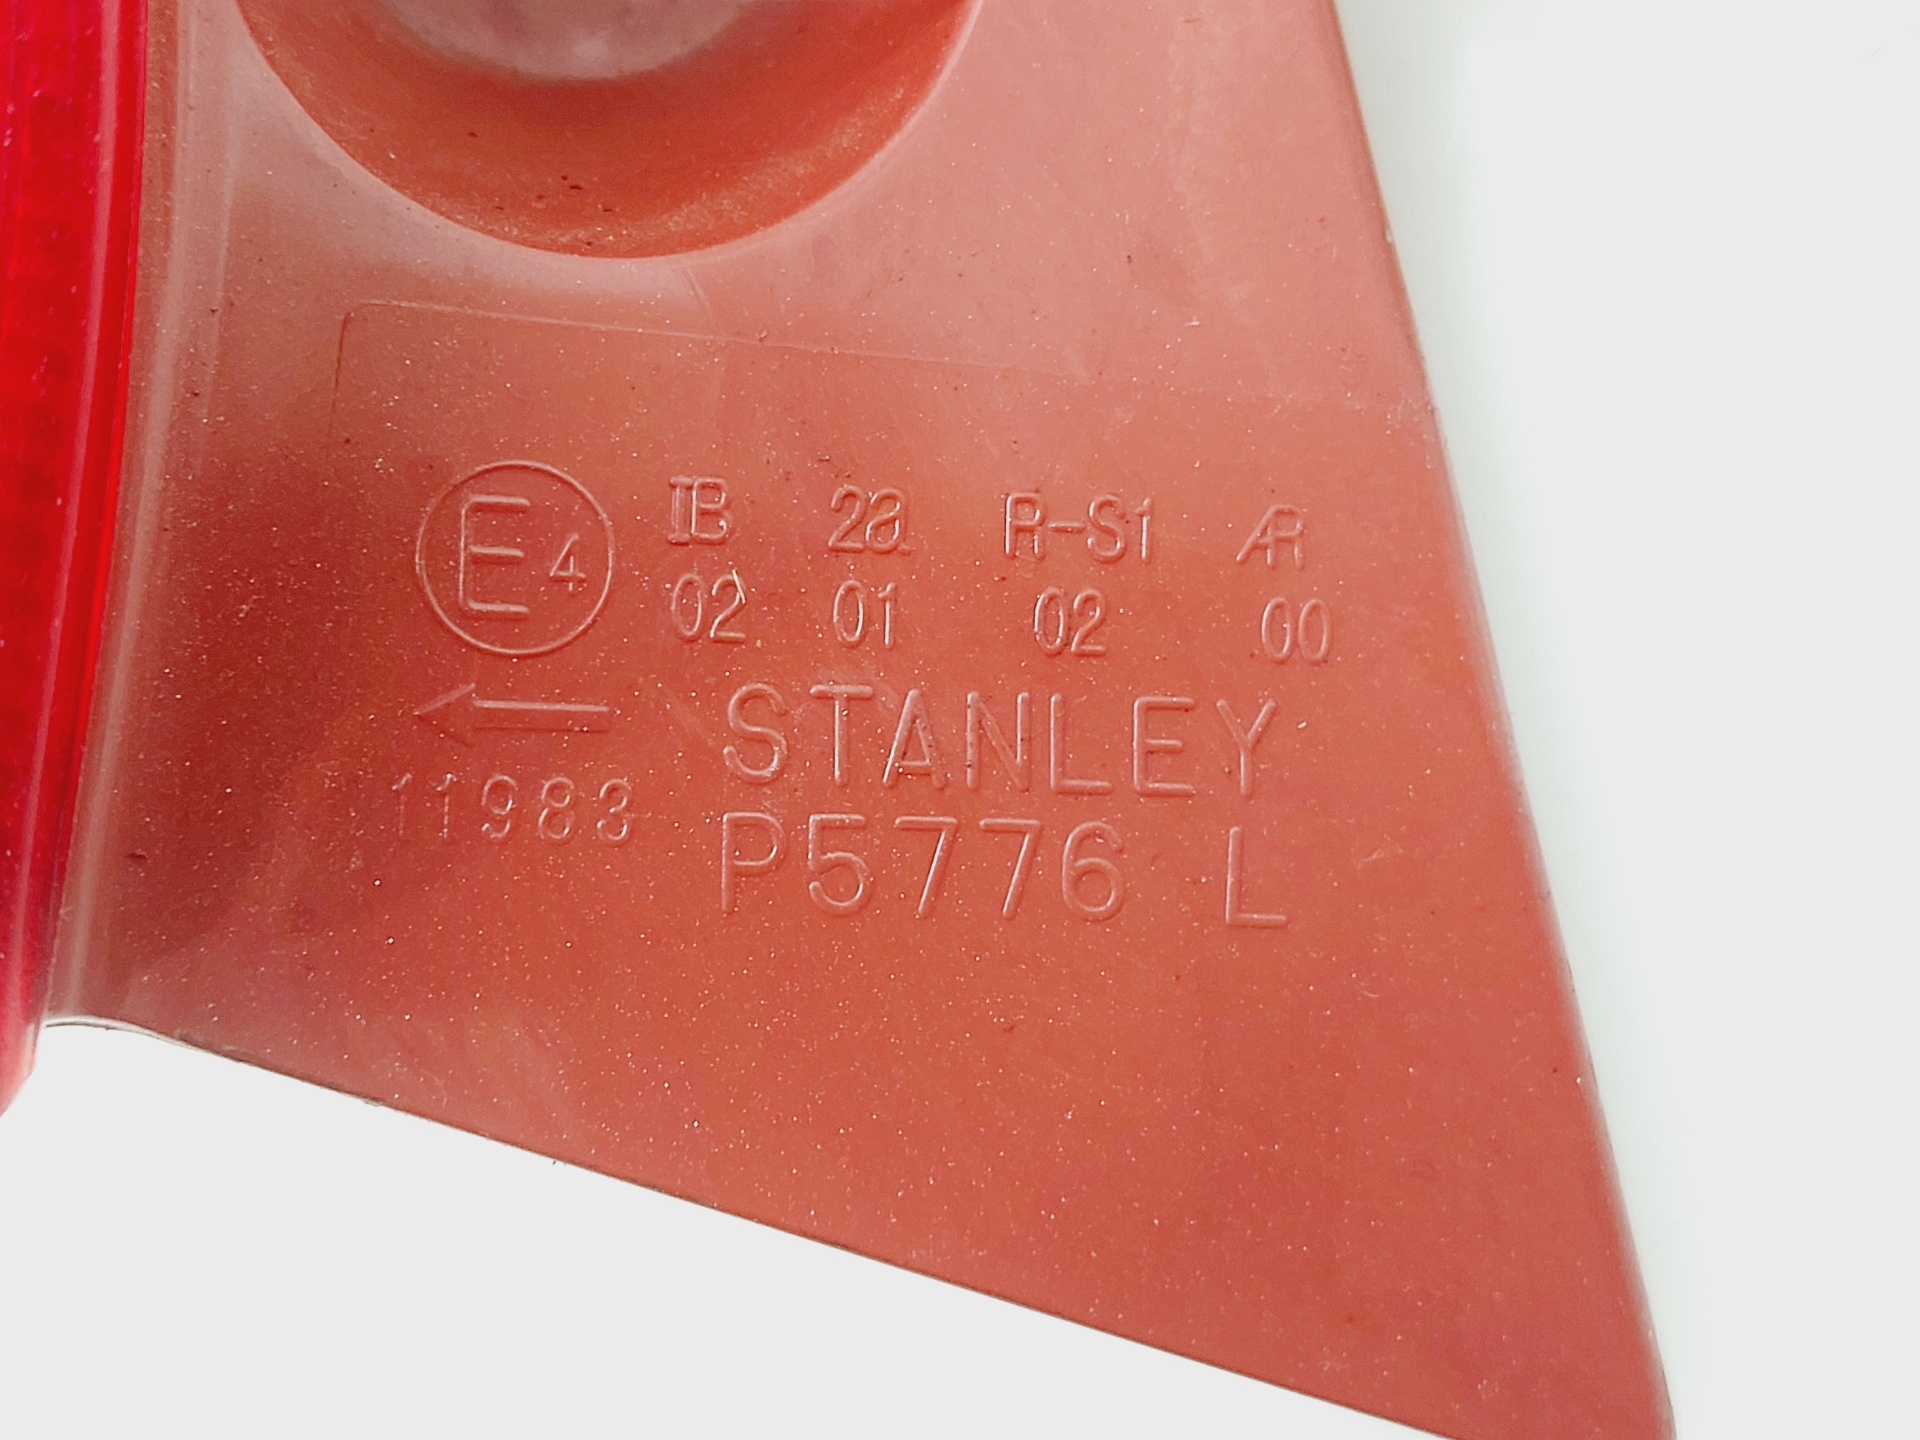 E4 IB 2a R-S1 AR
02 01 02 00
← STANLEY
11983 P5776 L